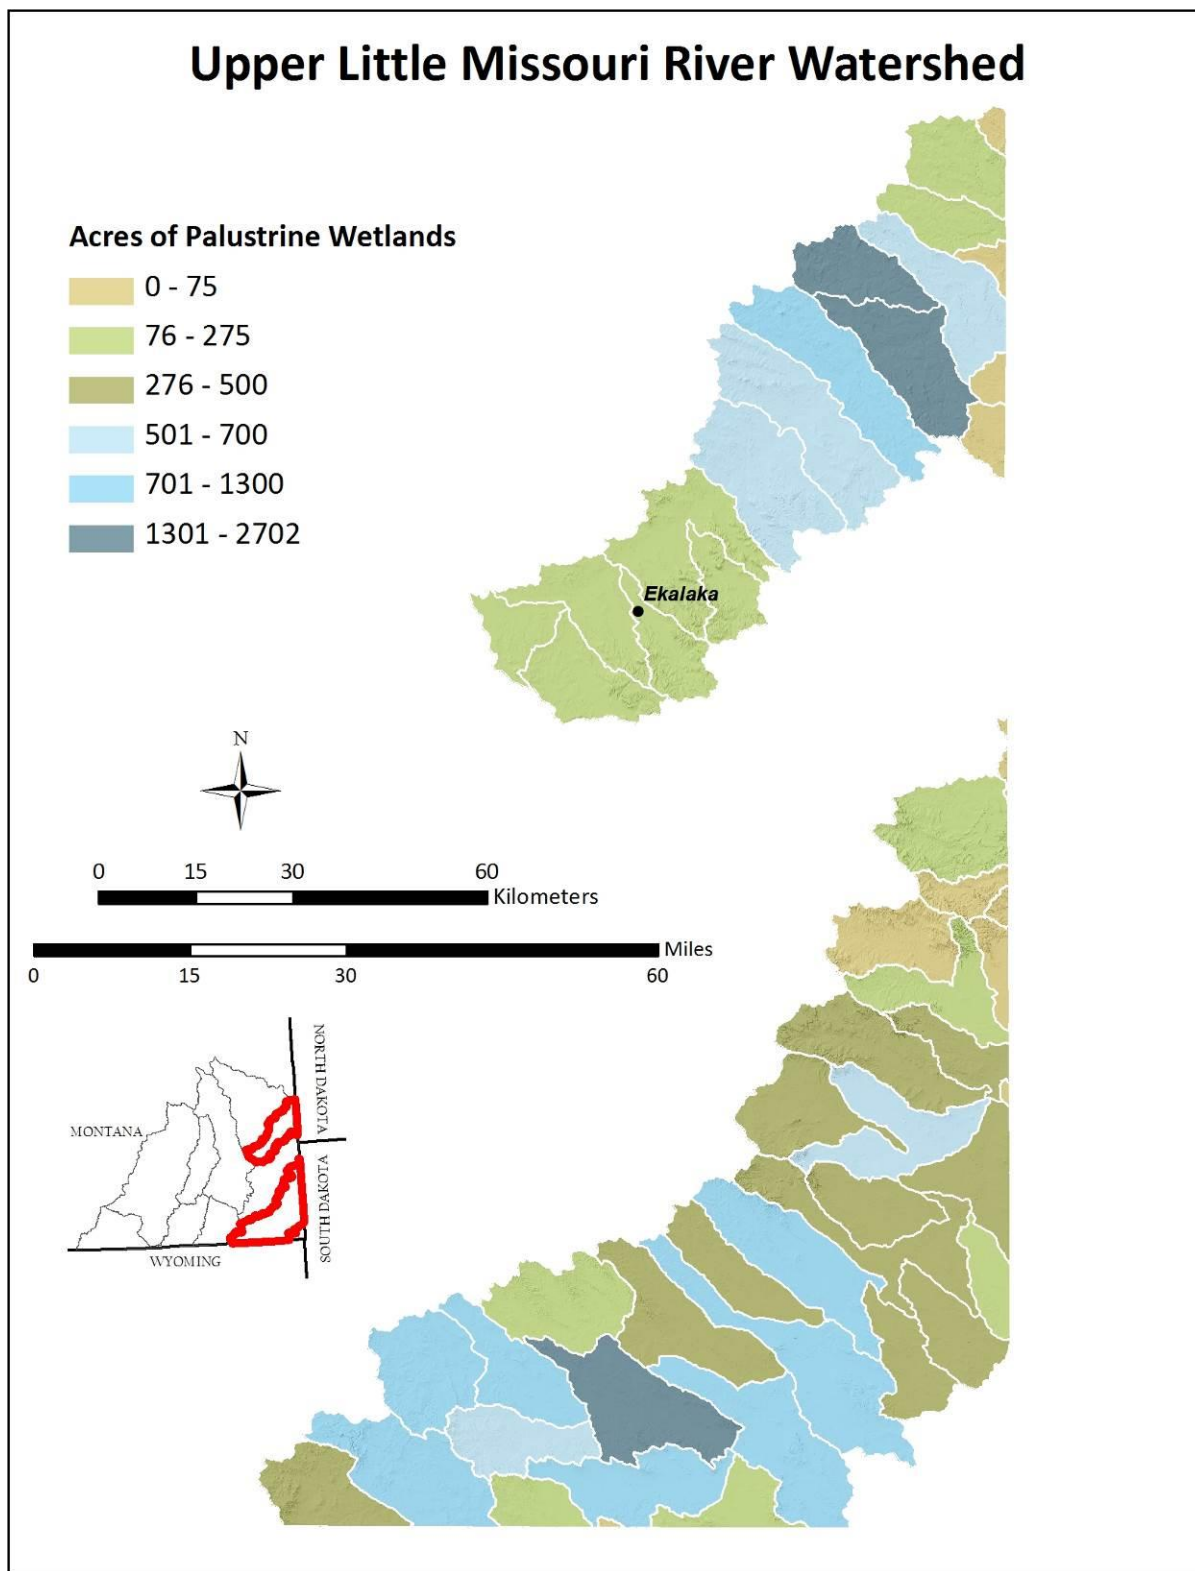 Upper Little Missouri River Watershed
Acres of Palustrine Wetlands
0 - 75
76 - 275
276 - 500
501 - 700
701 - 1300
1301 - 2702
Ekalaka
N
0 15 30 60
Kilometers
Miles
0 15 30 60
NORTH DAKOTA
MONTANA
SOUTH DAKOTA
WYOMING